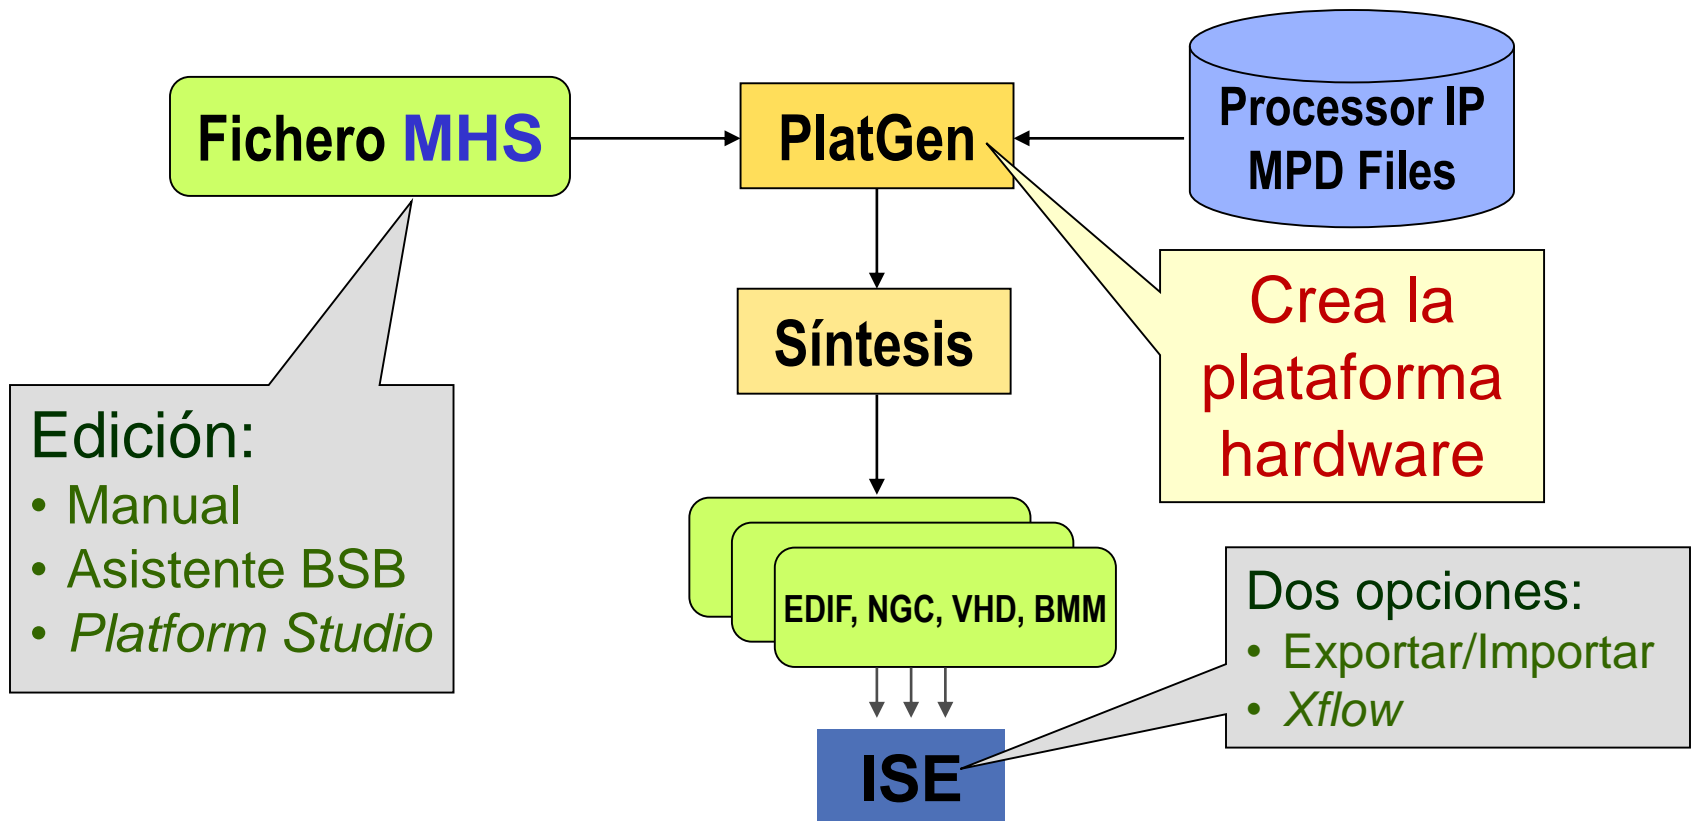 Fichero MHS
PlatGen
Processor IP
MPD Files
Crea la
plataforma
hardware
Síntesis
Edición:
• Manual
• Asistente BSB
• Platform Studio
EDIF, NGC, VHD, BMM
Dos opciones:
• Exportar/Importar
• Xflow
ISE